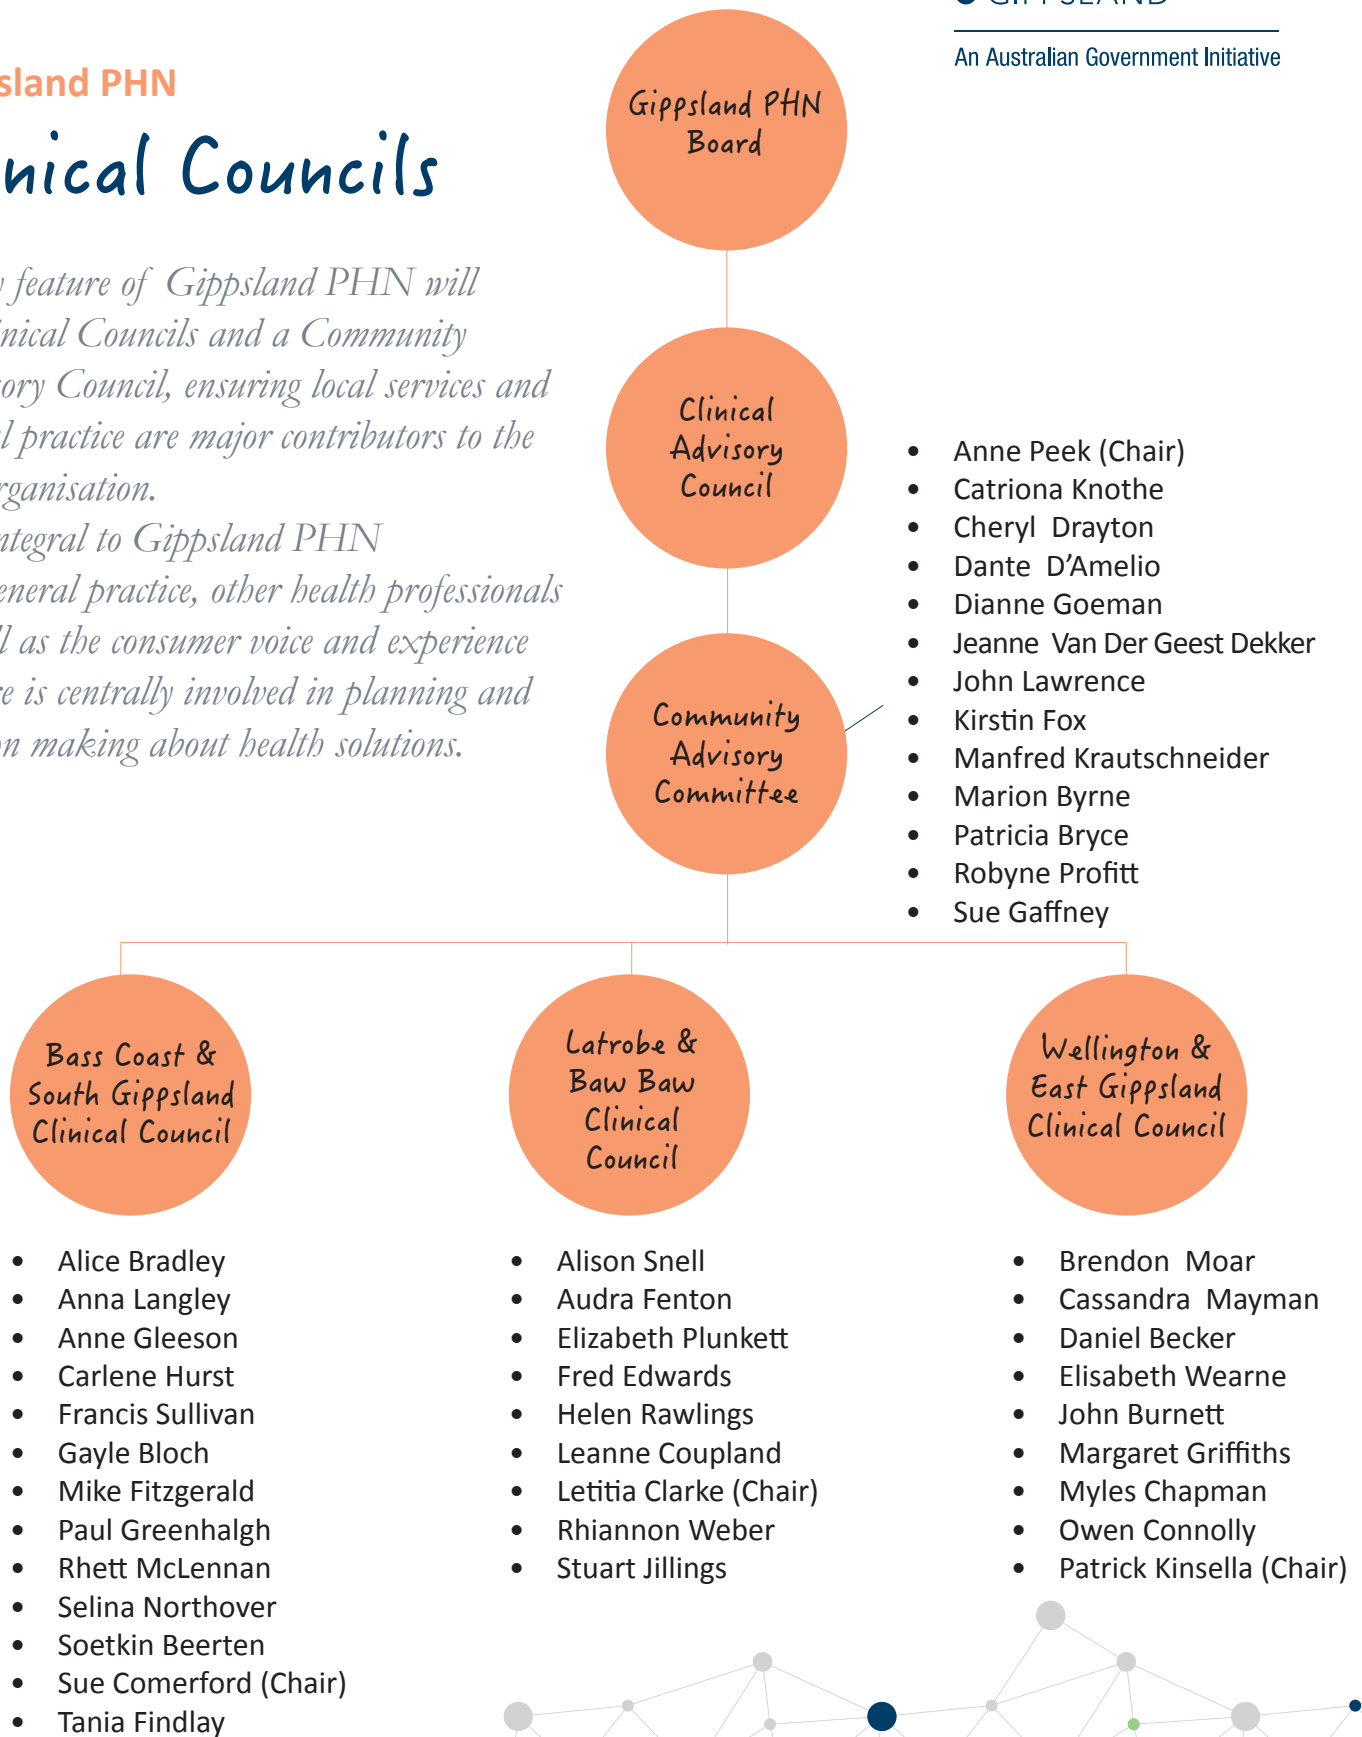 GIPPSLAND
An Australian Government Initiative
sland PHN
nical Councils
y feature of Gippsland PHN will
inical Councils and a Community
sory Council, ensuring local services and
l practice are major contributors to the
rganisation.
ntegral to Gippsland PHN
eneral practice, other health professionals
ll as the consumer voice and experience
re is centrally involved in planning and
on making about health solutions.
Gippsland PHN
Board
Clinical
Advisory
Council
Community
Advisory
Committee
• Anne Peek (Chair)
• Catriona Knothe
• Cheryl Drayton
• Dante D’Amelio
• Dianne Goeman
• Jeanne Van Der Geest Dekker
• John Lawrence
• Kirstin Fox
• Manfred Krautschneider
• Marion Byrne
• Patricia Bryce
• Robyne Profitt
• Sue Gaffney
Bass Coast &
South Gippsland
Clinical Council
• Alice Bradley
• Anna Langley
• Anne Gleeson
• Carlene Hurst
• Francis Sullivan
• Gayle Bloch
• Mike Fitzgerald
• Paul Greenhalgh
• Rhett McLennan
• Selina Northover
• Soetkin Beerten
• Sue Comerford (Chair)
• Tania Findlay
Latrobe &
Baw Baw
Clinical
Council
• Alison Snell
• Audra Fenton
• Elizabeth Plunkett
• Fred Edwards
• Helen Rawlings
• Leanne Coupland
• Letitia Clarke (Chair)
• Rhiannon Weber
• Stuart Jillings
Wellington &
East Gippsland
Clinical Council
• Brendon Moar
• Cassandra Mayman
• Daniel Becker
• Elisabeth Wearne
• John Burnett
• Margaret Griffiths
• Myles Chapman
• Owen Connolly
• Patrick Kinsella (Chair)